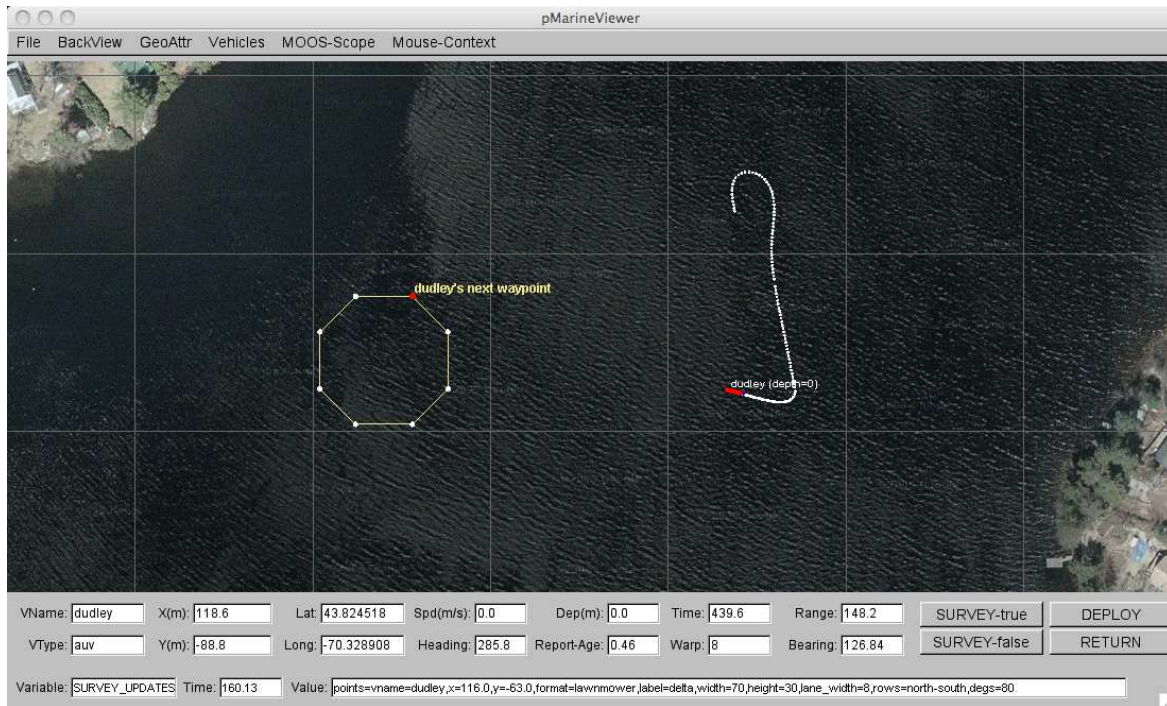 pMarineViewer
File BackView GeoAttr Vehicles MOOS-Scope Mouse-Context
dudley's next waypoint
dudley (depth=0)
VName: dudley X(m): 118.6 Lat: 43.824518 Spd(m/s): 0.0 Dep(m): 0.0 Time: 439.6 Range: 148.2 SURVEY-true DEPLOY
VType: auv Y(m): -88.8 Long: -70.328908 Heading: 285.8 Report-Age: 0.46 Warp: 8 Bearing: 126.84 SURVEY-false RETURN
Variable: SURVEY_UPDATES Time: 160.13 Value: points=vname=dudley,x=116.0,y=-63.0,format=lawnmower,label=delta,width=70,height=30,lane_width=8,rows=north-south,degs=80